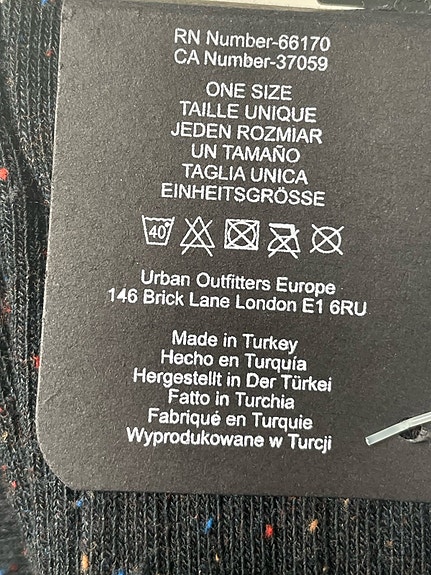 RN Number-66170
CA Number-37059
ONE SIZE
TAILLE UNIQUE
JEDEN ROZMIAR
UN TAMAÑO
TAGLIA UNICA
EINHEITSGRÖSSE
40°
Urban Outfitters Europe
146 Brick Lane London E1 6RU
Made in Turkey
Hecho en Turquía
Hergestellt in Der Türkei
Fatto in Turchia
Fabriqué en Turquie
Wyprodukowane w Turcji